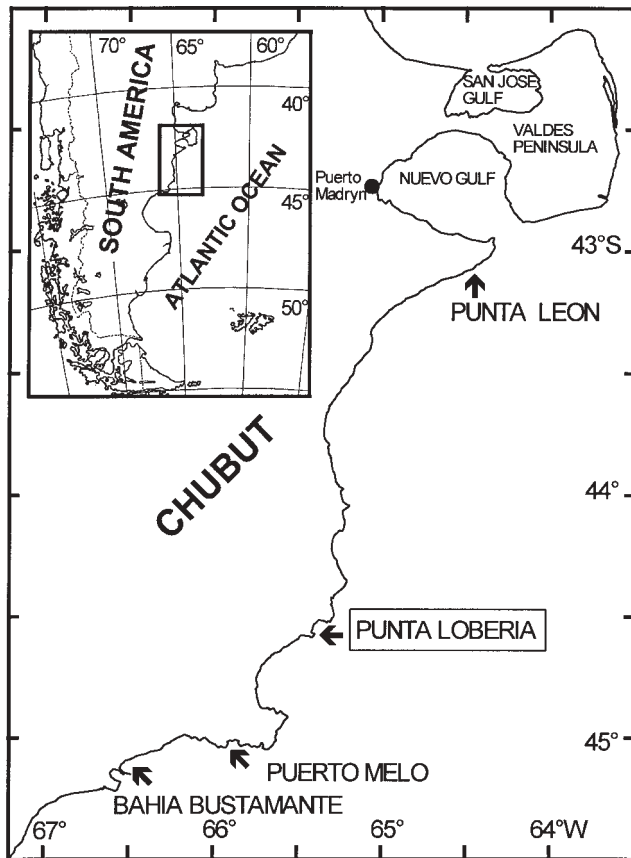 70°
65°
60°
40°
45°
50°
SOUTH AMERICA
ATLANTIC OCEAN
SAN JOSE
GULF
VALDES
PENINSULA
NUEVO GULF
Puerto
Madryn
43°S
PUNTA LEON
CHUBUT
44°
PUNTA LOBERIA
45°
PUERTO MELO
BAHIA BUSTAMANTE
67°
66°
65°
64°W